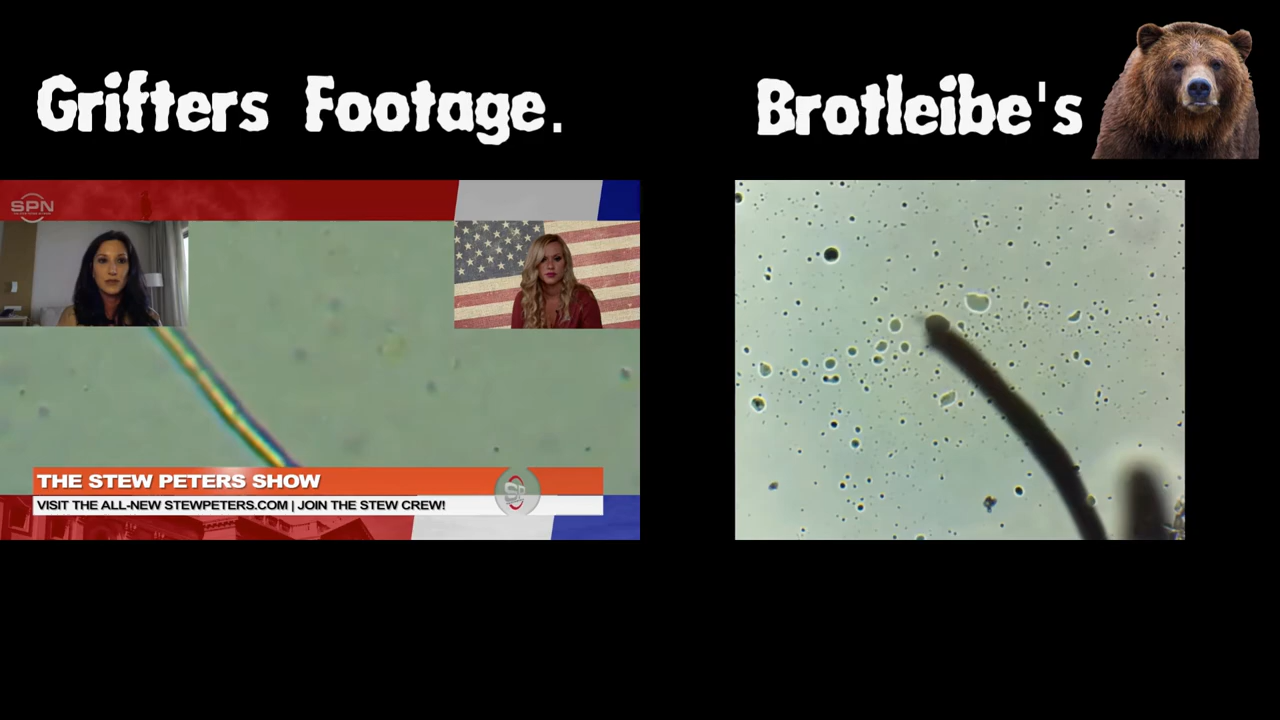 Grifters Footage.
Brotleibe's
SPN
THE STEW PETERS SHOW
VISIT THE ALL-NEW STEWPETERS.COM | JOIN THE STEW CREW!